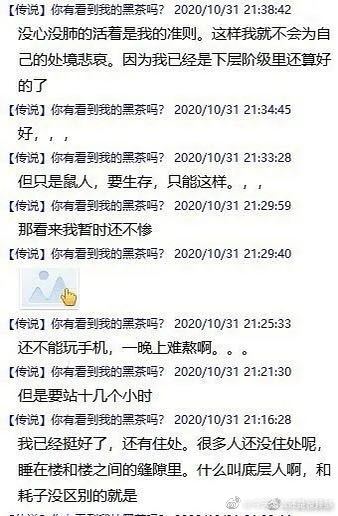 【传说】你有看到我的黑茶吗? 2020/10/31 21:38:42
没心没肺的活着是我的准则。这样我就不会为自
己的处境悲哀。因为我已经是下层阶级里还算好
的了
【传说】你有看到我的黑茶吗? 2020/10/31 21:34:45
好，，，
【传说】你有看到我的黑茶吗? 2020/10/31 21:33:28
但只是鼠人，要生存，只能这样。，，
【传说】你有看到我的黑茶吗? 2020/10/31 21:29:59
那看来我暂时还不惨
【传说】你有看到我的黑茶吗? 2020/10/31 21:29:40
【传说】你有看到我的黑茶吗? 2020/10/31 21:25:33
还不能玩手机，一晚上难熬啊。。。
【传说】你有看到我的黑茶吗? 2020/10/31 21:21:30
但是要站十几个小时
【传说】你有看到我的黑茶吗? 2020/10/31 21:16:28
我已经挺好了，还有住处。很多人还没住处呢，
睡在楼和楼之间的缝隙里。什么叫底层人啊，和
耗子没区别的就是